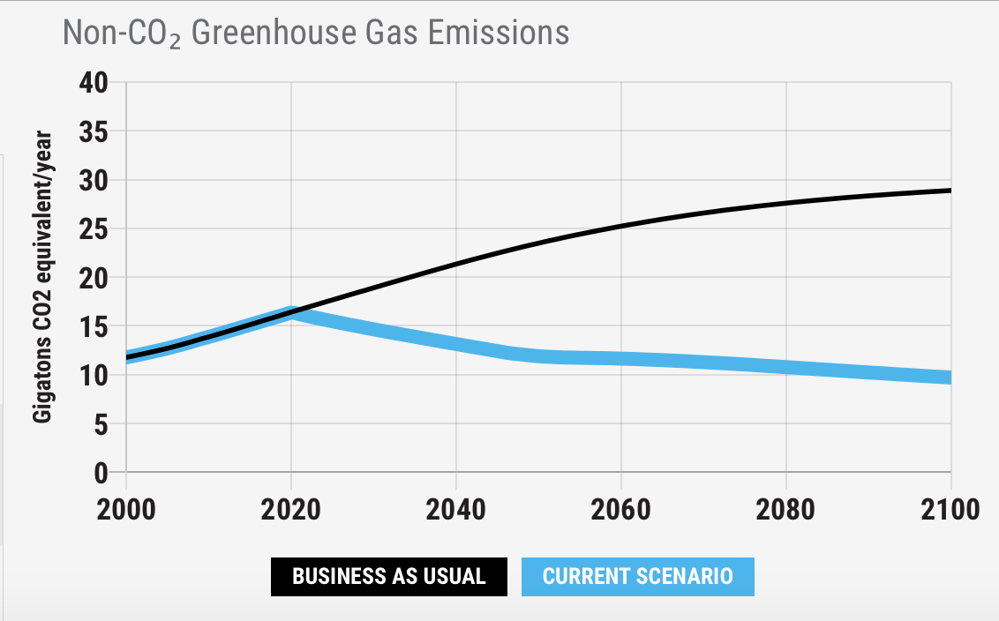 Non-CO₂ Greenhouse Gas Emissions
Gigatons CO2 equivalent/year
40
35
30
25
20
15
10
5
0
2000 2020 2040 2060 2080 2100
BUSINESS AS USUAL CURRENT SCENARIO